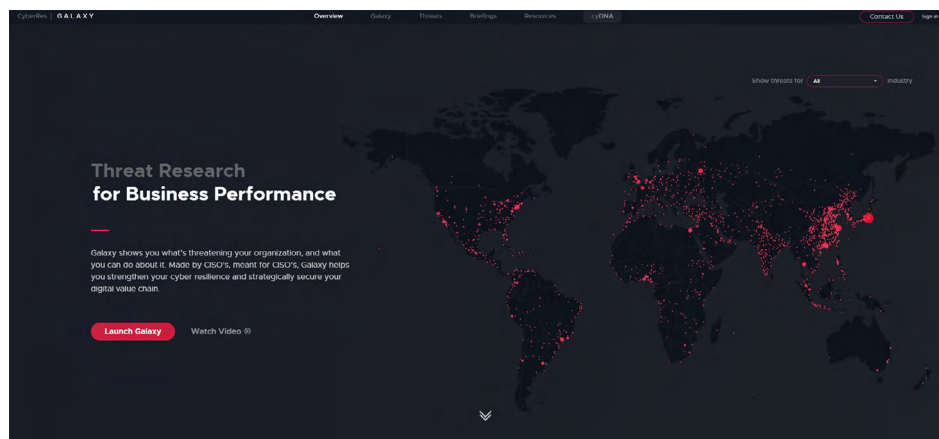 CyberRes | GALAXY
Overview
Galaxy
Threats
Briefings
Resources
cyDNA
Contact Us
Sign in
Show threats for All industry
Threat Research
for Business Performance
Galaxy shows you what's threatening your organization, and what
you can do about it. Made by CISO's, meant for CISO's, Galaxy helps
you strengthen your cyber resilience and strategically secure your
digital value chain.
Launch Galaxy
Watch Video